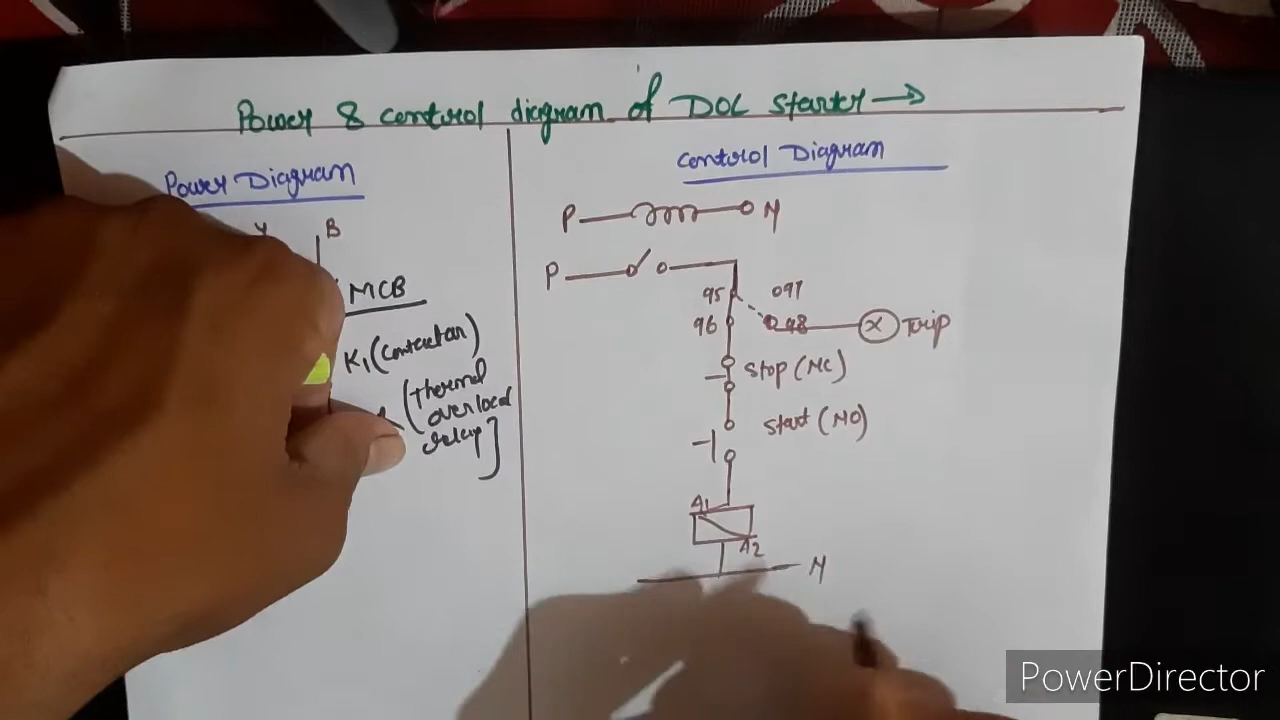 Power & control diagram of DOL starter →
Power Diagram
Y B
MCB
K1 (Contactor)
(Thermal
overload
relay]
Control Diagram
P N
P
95 097
96 98 X Trip
Stop (NC)
Start (NO)
A1
A2
N
PowerDirector